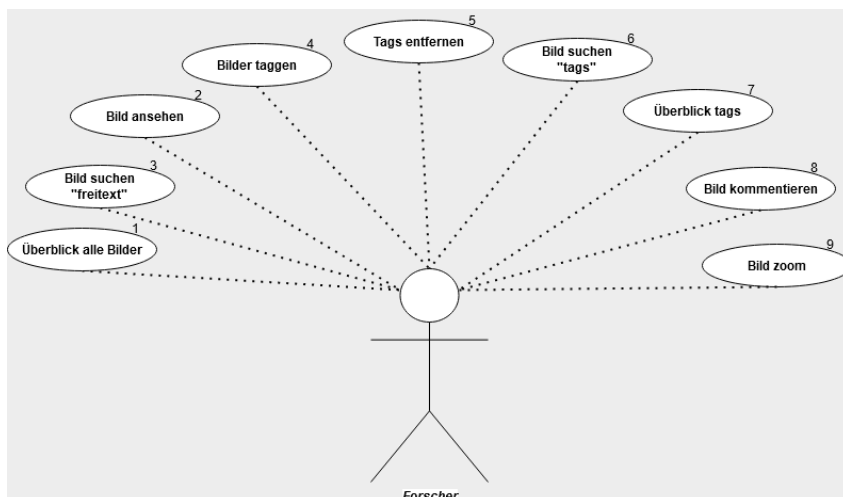 5
Tags entfernen
6
Bild suchen
"tags"
4
Bilder taggen
7
Überblick tags
2
Bild ansehen
3
Bild suchen
"freitext"
8
Bild kommentieren
1
Überblick alle Bilder
9
Bild zoom
Forscher